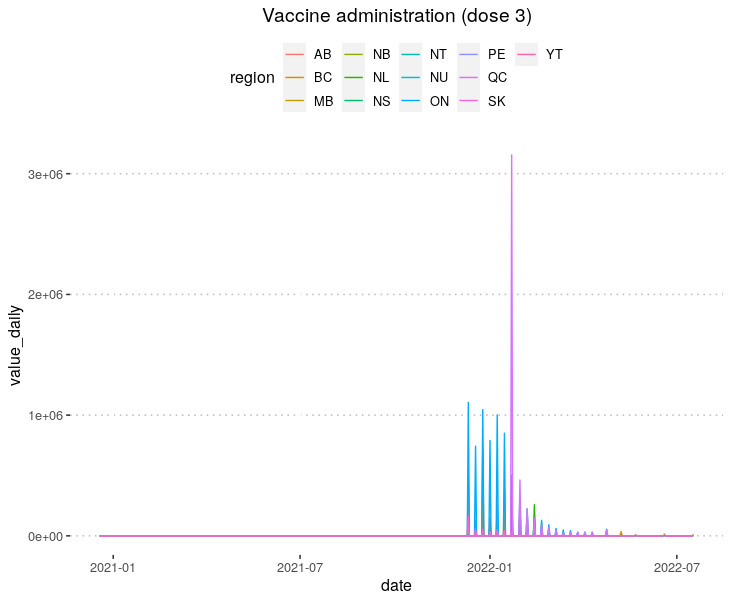 Vaccine administration (dose 3)
AB NB NT PE YT
region BC NL NU QC
MB NS ON SK
3e+06
2e+06
1e+06
0e+00
value_daily
2021-01 2021-07 2022-01 2022-07
date